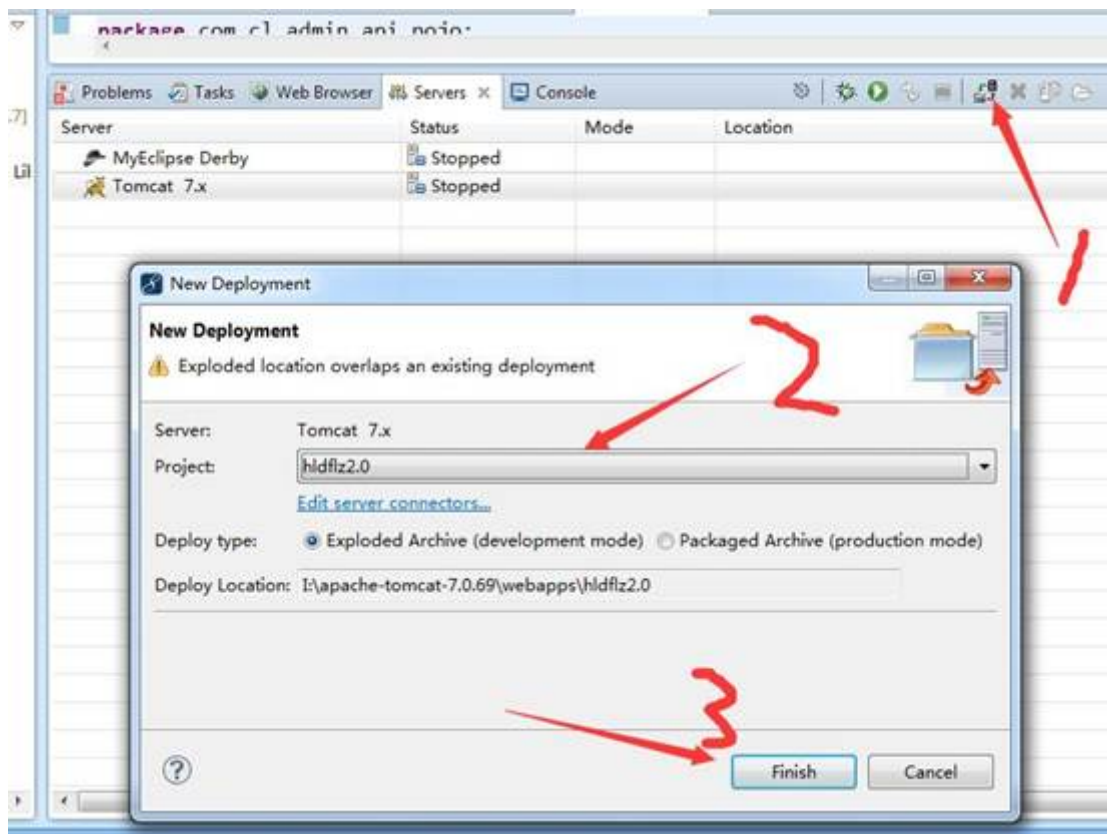 package com cl admin api pojo;
Problems Tasks Web Browser Servers Console
.7]
Server Status Mode Location
Lil
MyEclipse Derby Stopped
Tomcat 7.x Stopped
1
New Deployment
New Deployment
Exploded location overlaps an existing deployment
2
Server: Tomcat 7.x
Project: hldflz2.0
Edit server connectors...
Deploy type: Exploded Archive (development mode) Packaged Archive (production mode)
Deploy Location: I:\apache-tomcat-7.0.69\webapps\hldflz2.0
3
Finish Cancel